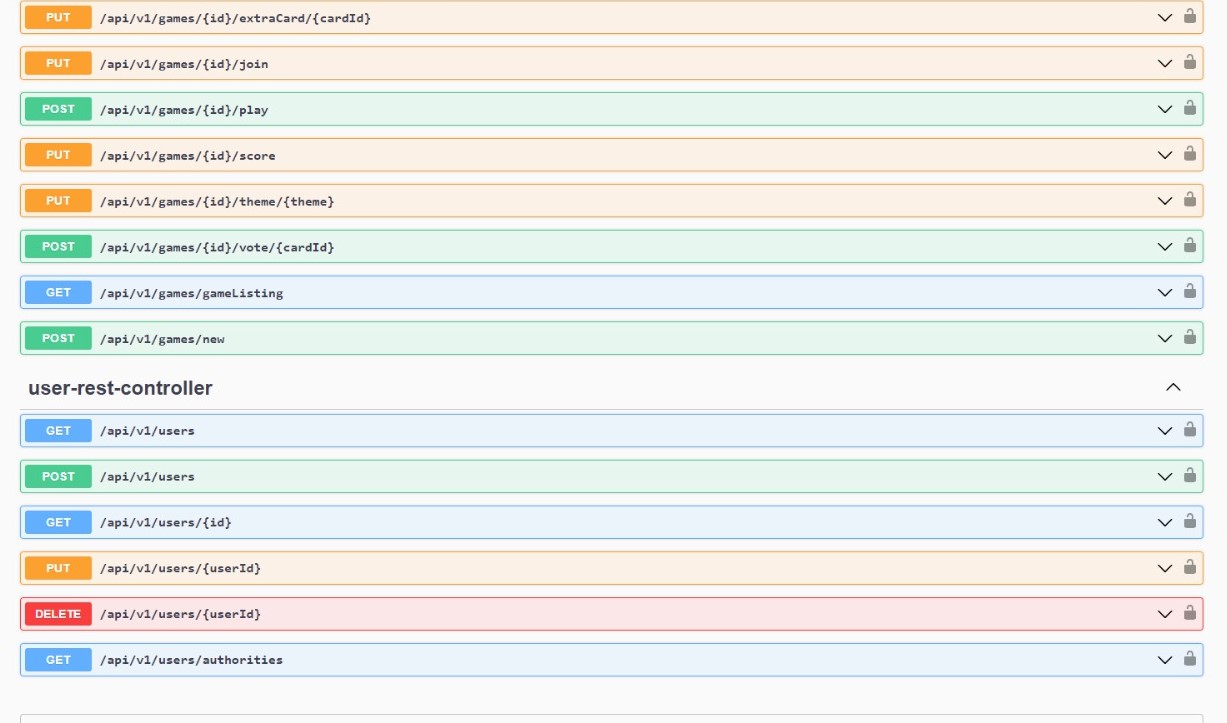 PUT /api/v1/games/{id}/extraCard/{cardId}
PUT /api/v1/games/{id}/join
POST /api/v1/games/{id}/play
PUT /api/v1/games/{id}/score
PUT /api/v1/games/{id}/theme/{theme}
POST /api/v1/games/{id}/vote/{cardId}
GET /api/v1/games/gameListing
POST /api/v1/games/new
user-rest-controller
GET /api/v1/users
POST /api/v1/users
GET /api/v1/users/{id}
PUT /api/v1/users/{userId}
DELETE /api/v1/users/{userId}
GET /api/v1/users/authorities